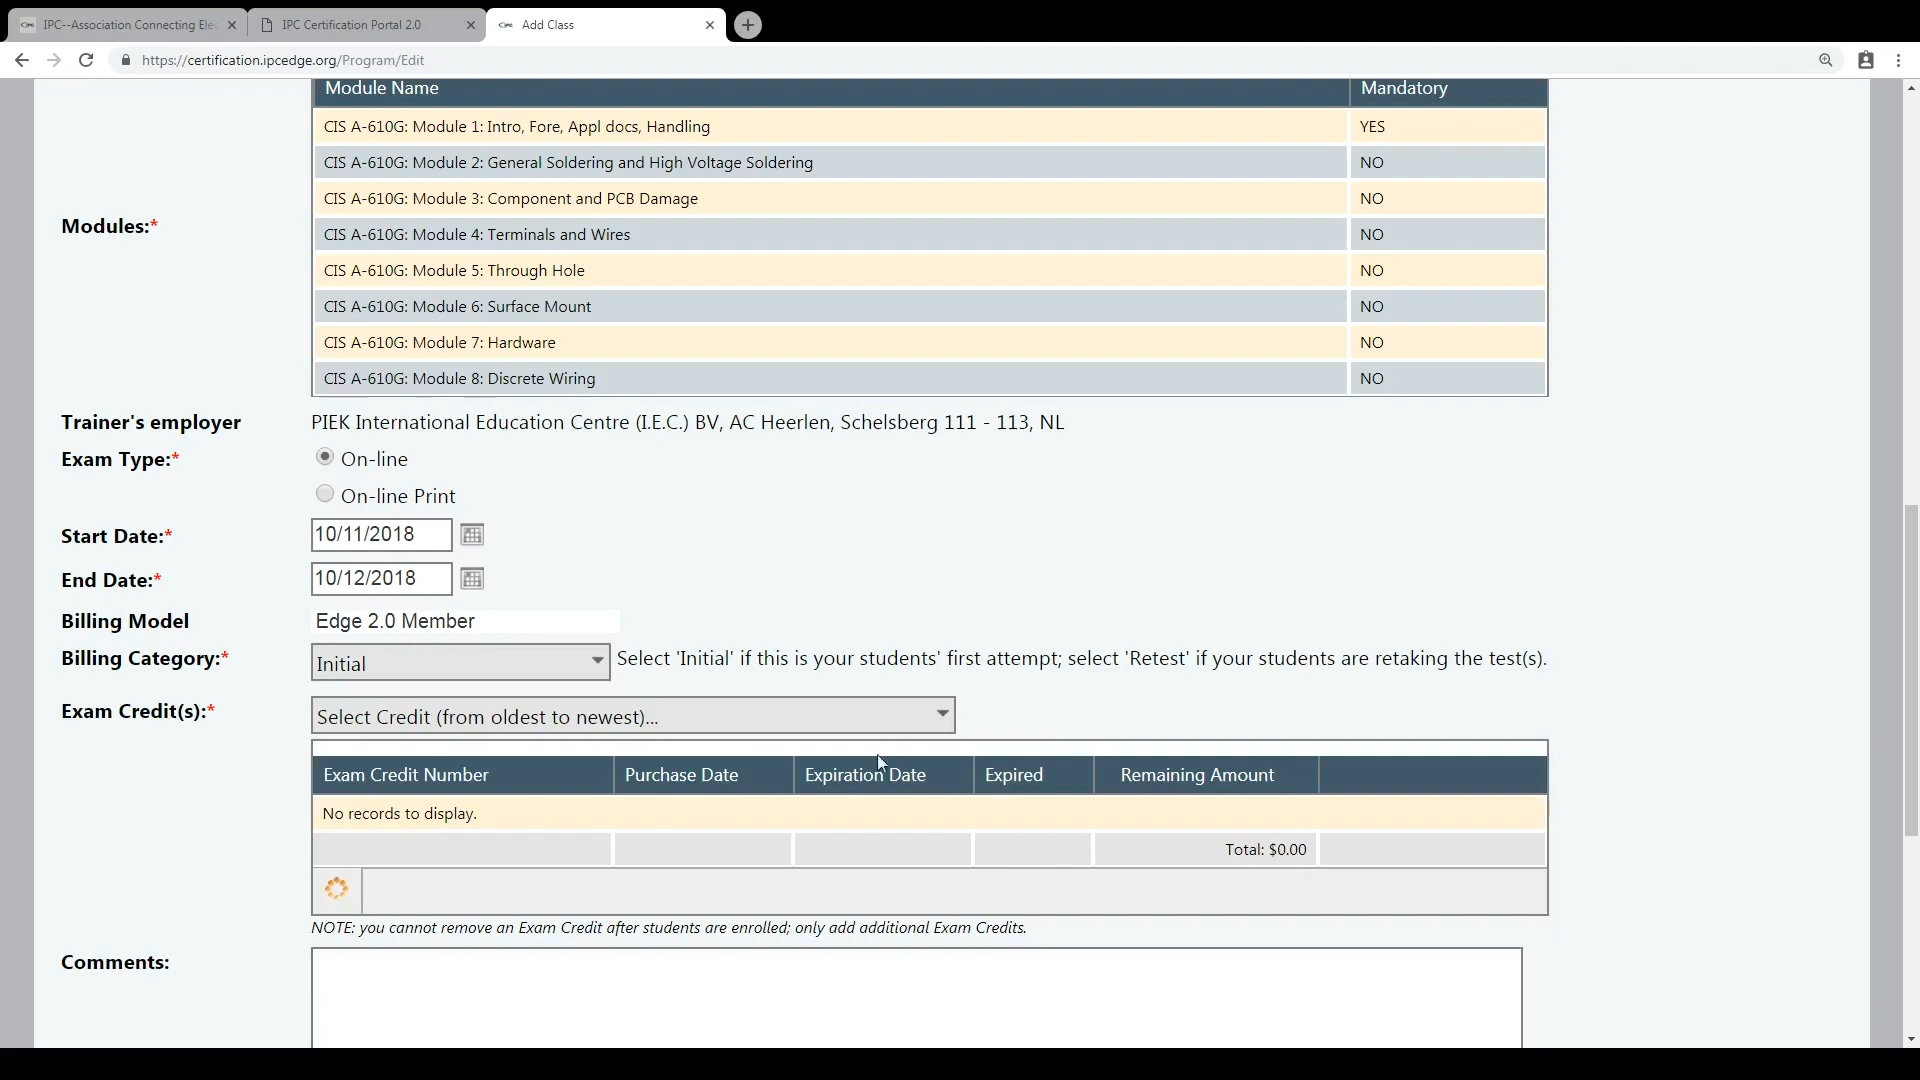 IPC--Association Connecting Elec
IPC Certification Portal 2.0
Add Class
https://certification.ipcedge.org/Program/Edit
Module Name Mandatory
CIS A-610G: Module 1: Intro, Fore, Appl docs, Handling YES
CIS A-610G: Module 2: General Soldering and High Voltage Soldering NO
CIS A-610G: Module 3: Component and PCB Damage NO
Modules:*
CIS A-610G: Module 4: Terminals and Wires NO
CIS A-610G: Module 5: Through Hole NO
CIS A-610G: Module 6: Surface Mount NO
CIS A-610G: Module 7: Hardware NO
CIS A-610G: Module 8: Discrete Wiring NO
Trainer's employer PIEK International Education Centre (I.E.C.) BV, AC Heerlen, Schelsberg 111 - 113, NL
Exam Type:* On-line
On-line Print
Start Date:* 10/11/2018
End Date:* 10/12/2018
Billing Model Edge 2.0 Member
Billing Category:* Initial Select 'Initial' if this is your students' first attempt; select 'Retest' if your students are retaking the test(s).
Exam Credit(s):* Select Credit (from oldest to newest)...
Exam Credit Number Purchase Date Expiration Date Expired Remaining Amount
No records to display.
Total: $0.00
NOTE: you cannot remove an Exam Credit after students are enrolled; only add additional Exam Credits.
Comments: